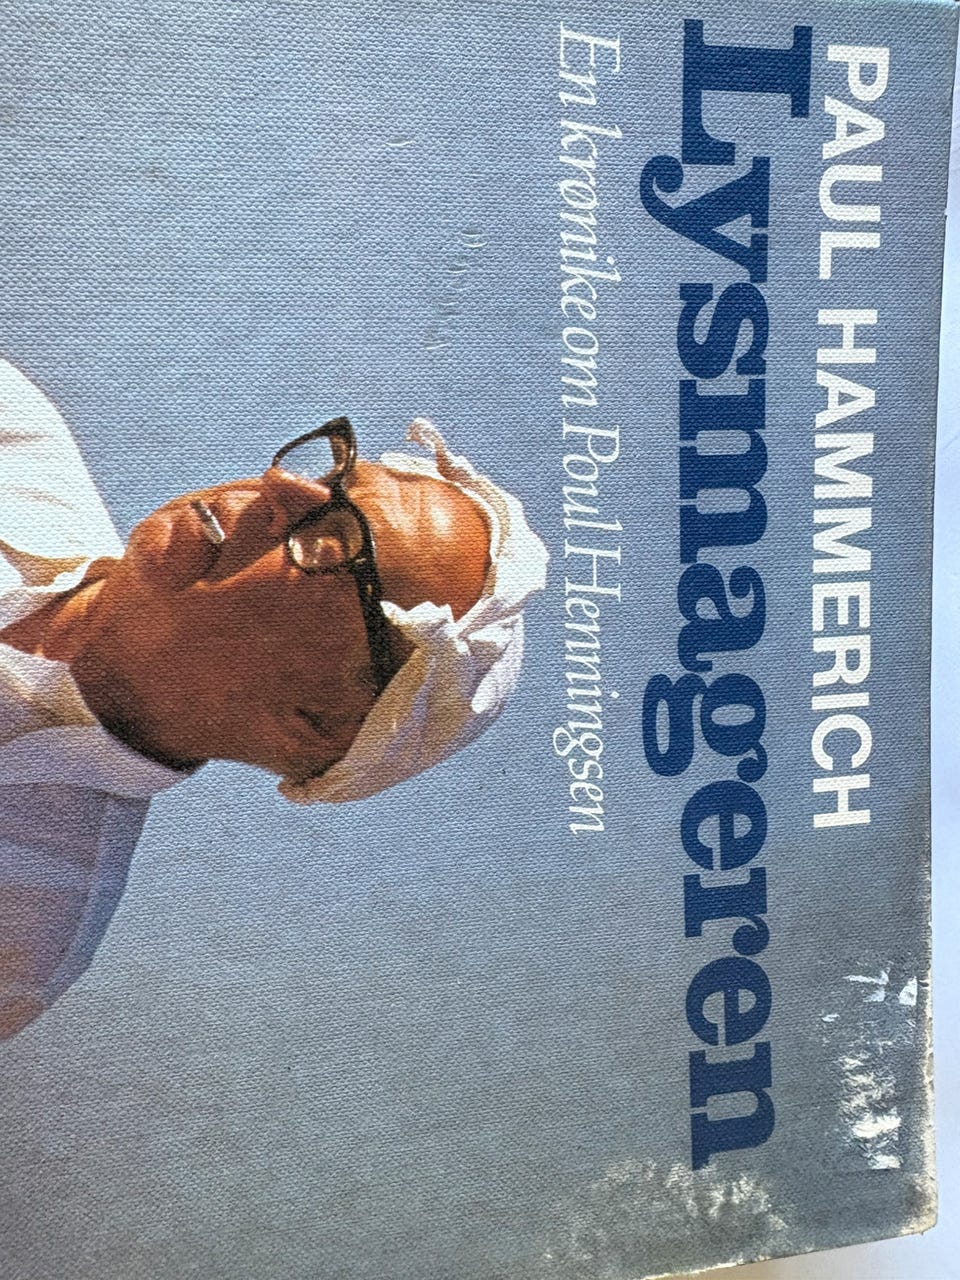 PAUL HAMMERICH
Lysmageren
En krønike om Poul Henningsen